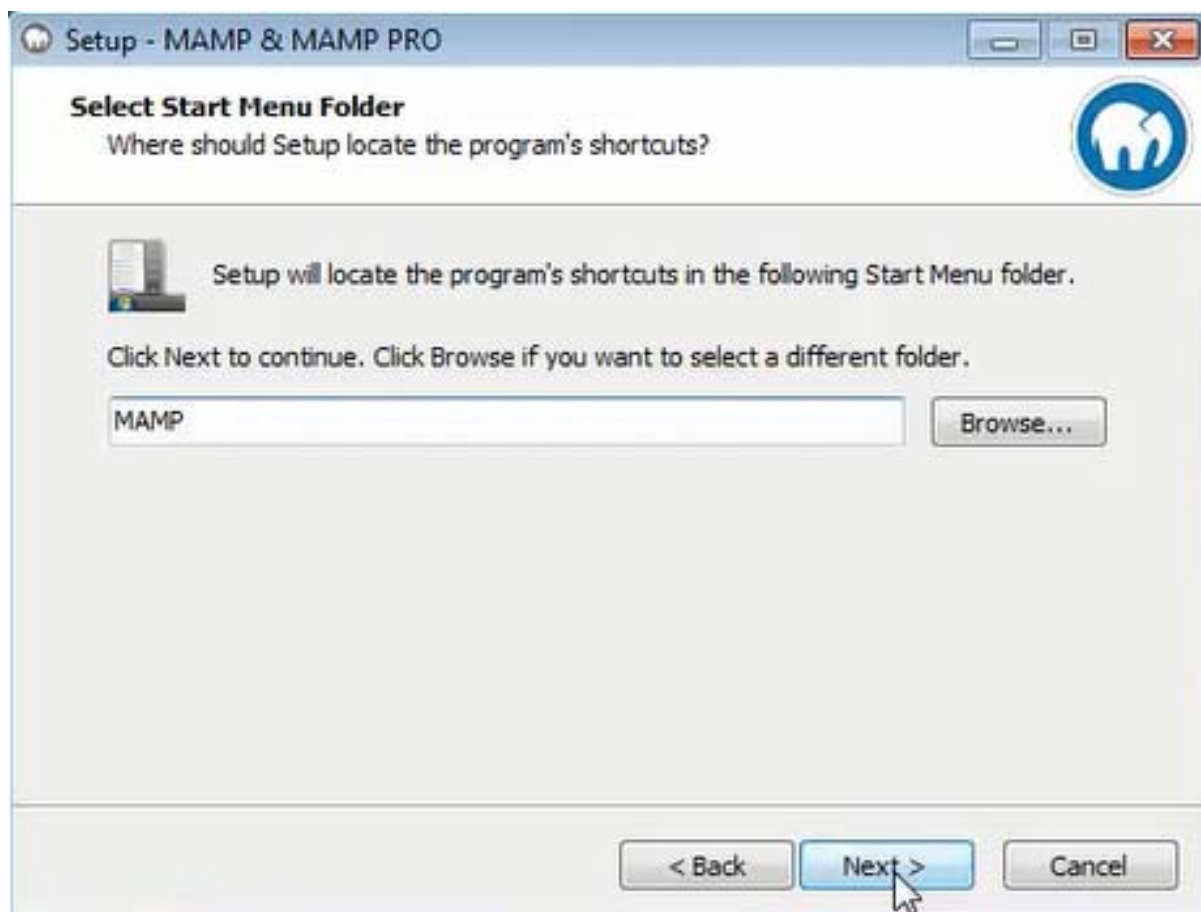 Setup - MAMP & MAMP PRO
Select Start Menu Folder
Where should Setup locate the program's shortcuts?
Setup will locate the program's shortcuts in the following Start Menu folder.
Click Next to continue. Click Browse if you want to select a different folder.
MAMP
Browse...
< Back
Next >
Cancel